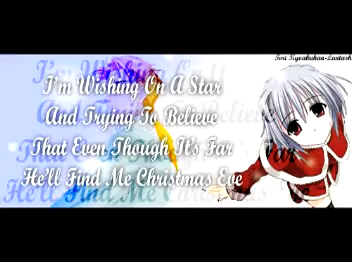 I'm Wishing On A Star
And Trying To Believe
That Even Though It's Far
He'll Find Me Christmas Eve